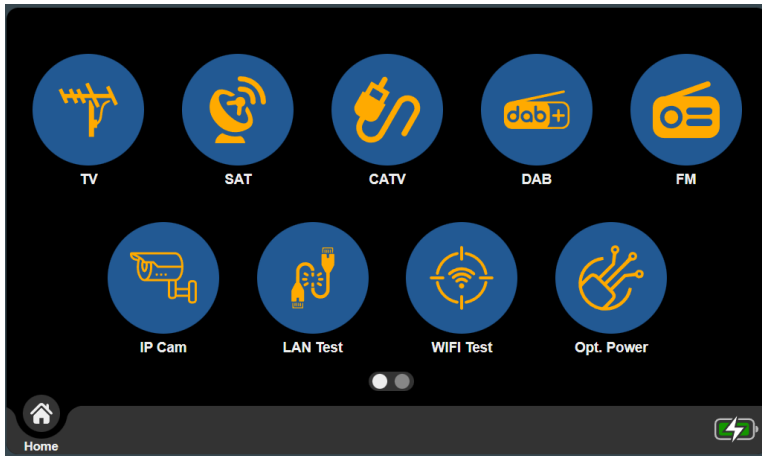 dab+
TV
SAT
CATV
DAB
FM
IP Cam
LAN Test
WIFI Test
Opt. Power
Home